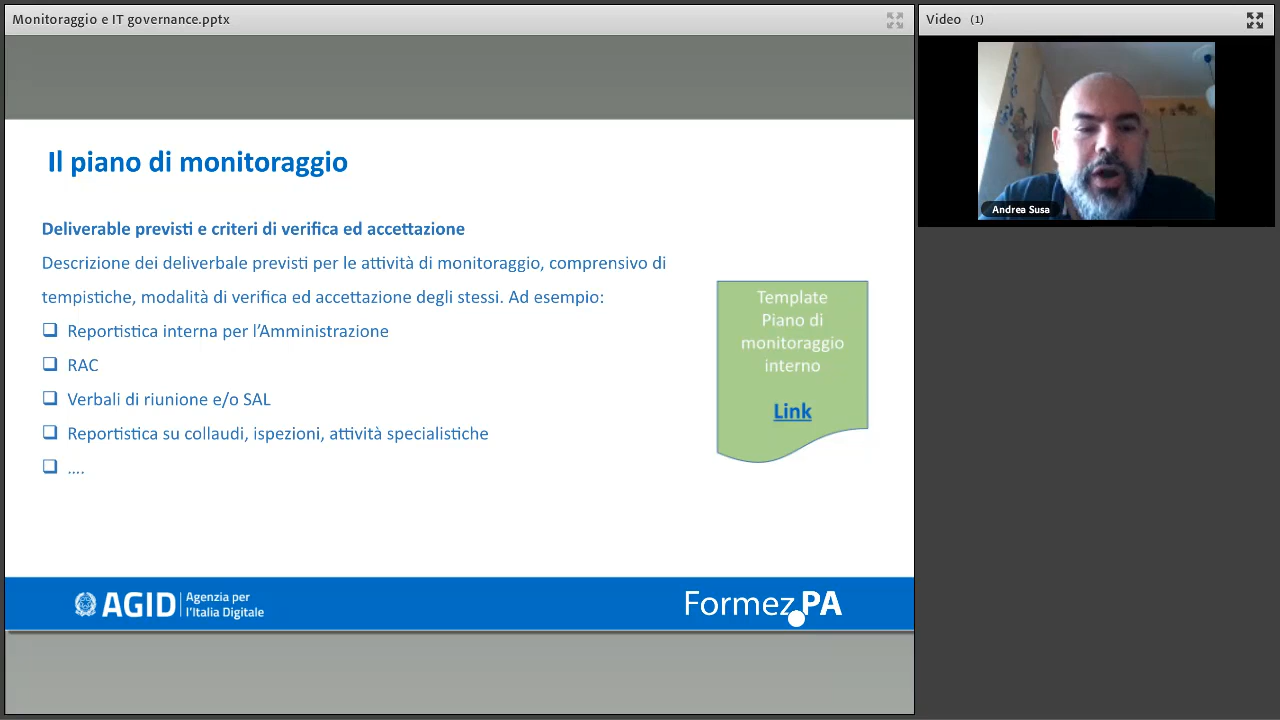 Monitoraggio e IT governance.pptx
Video (1)
Andrea Susa
Il piano di monitoraggio
Deliverable previsti e criteri di verifica ed accettazione
Descrizione dei deliverbale previsti per le attività di monitoraggio, comprensivo di
tempistiche, modalità di verifica ed accettazione degli stessi. Ad esempio:
❑ Reportistica interna per l’Amministrazione
❑ RAC
❑ Verbali di riunione e/o SAL
❑ Reportistica su collaudi, ispezioni, attività specialistiche
❑ ....
Template
Piano di
monitoraggio
interno
Link
AGID
Agenzia per
l’Italia Digitale
Formez PA